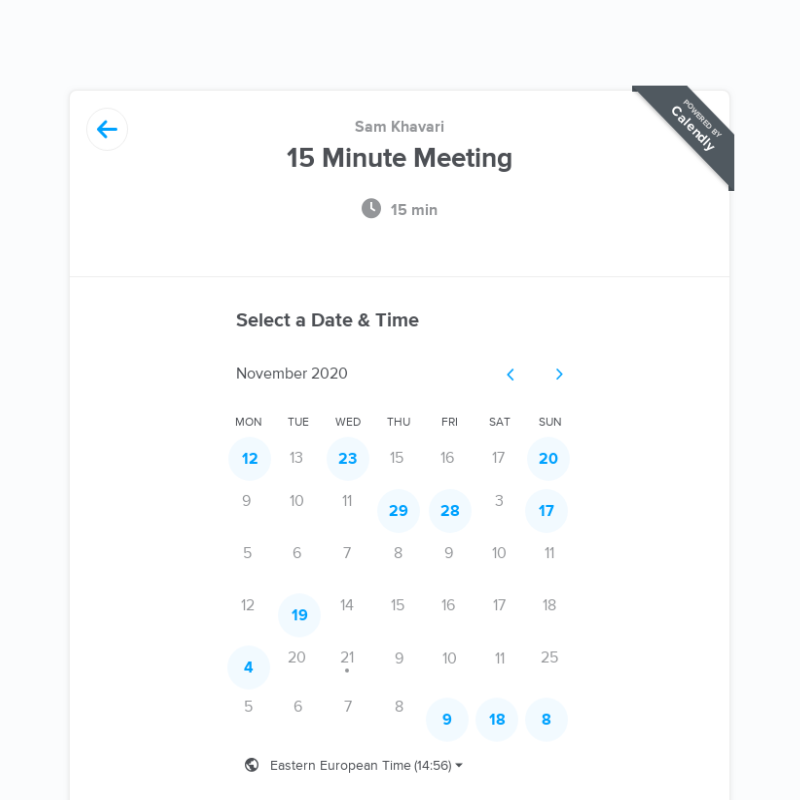 Sam Khavari
15 Minute Meeting
15 min
POWERED BY
Calendly
Select a Date & Time
November 2020
MON TUE WED THU FRI SAT SUN
12 13 23 15 16 17 20
9 10 11 29 28 3 17
5 6 7 8 9 10 11
12 19 14 15 16 17 18
4 20 21 9 10 11 25
5 6 7 8 9 18 8
Eastern European Time (14:56)